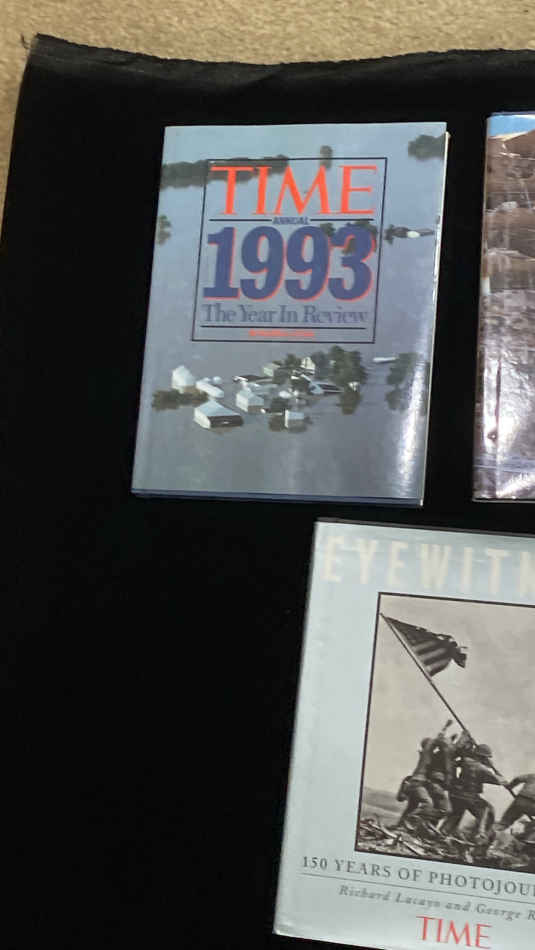 TIME
ANNUAL
1993
The Year In Review
EYEWITN
150 YEARS OF PHOTOJOU
Richard Lacayo and George R
TIME